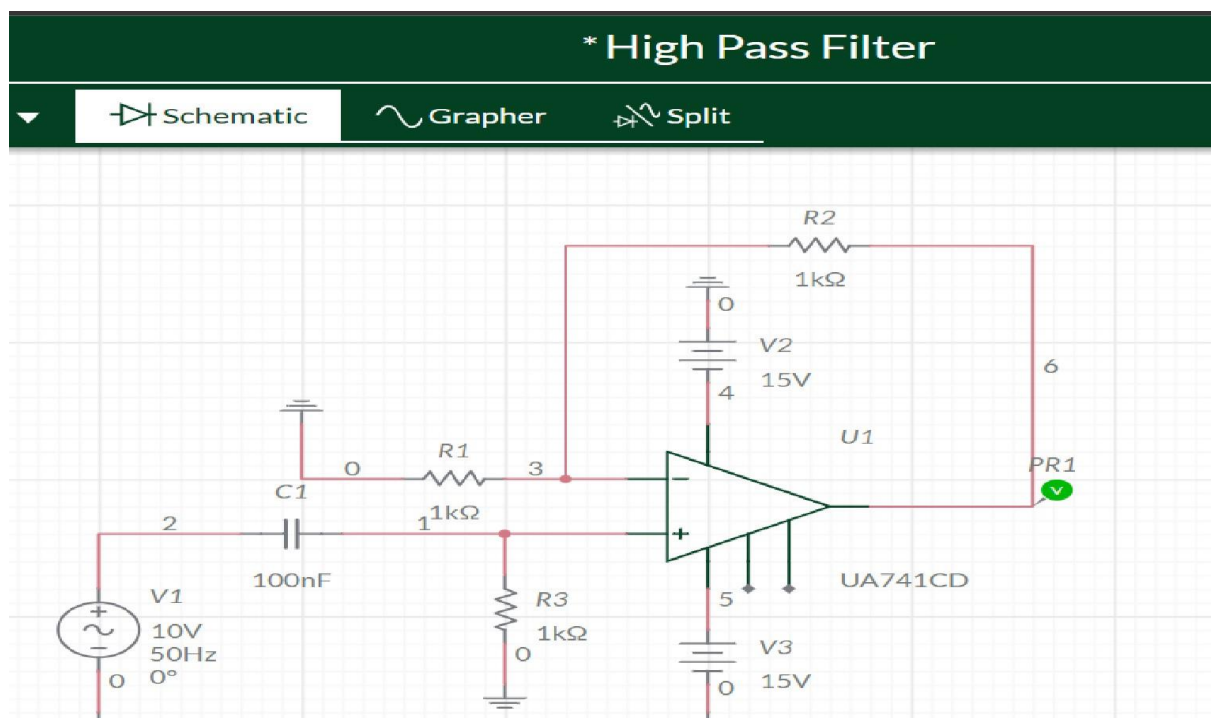 * High Pass Filter
Schematic Grapher Split
R2
1kΩ
0
V2
15V
4
6
U1
R1
0 3
PR1
V
C1
1kΩ
2 1
100nF
UA741CD
V1
10V
50Hz
0°
0
R3
1kΩ
0
5
V3
15V
0